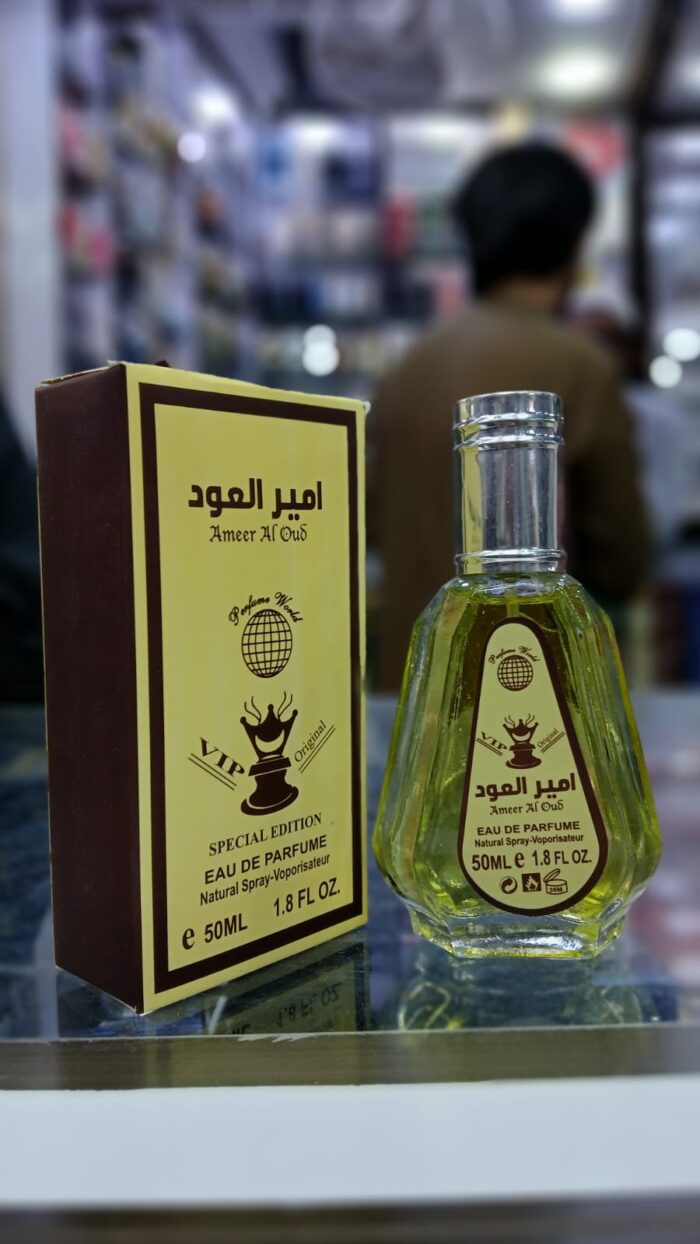 امير العود
Ameer Al Oud
Perfume World
VIP
Original
SPECIAL EDITION
EAU DE PARFUME
Natural Spray-Voporisateur
e 50ML 1.8 FL OZ.
Perfume World
VIP
Original
امير العود
Ameer Al Oud
EAU DE PARFUME
Natural Spray-Voporisateur
50ML e 1.8 FL OZ.
24M